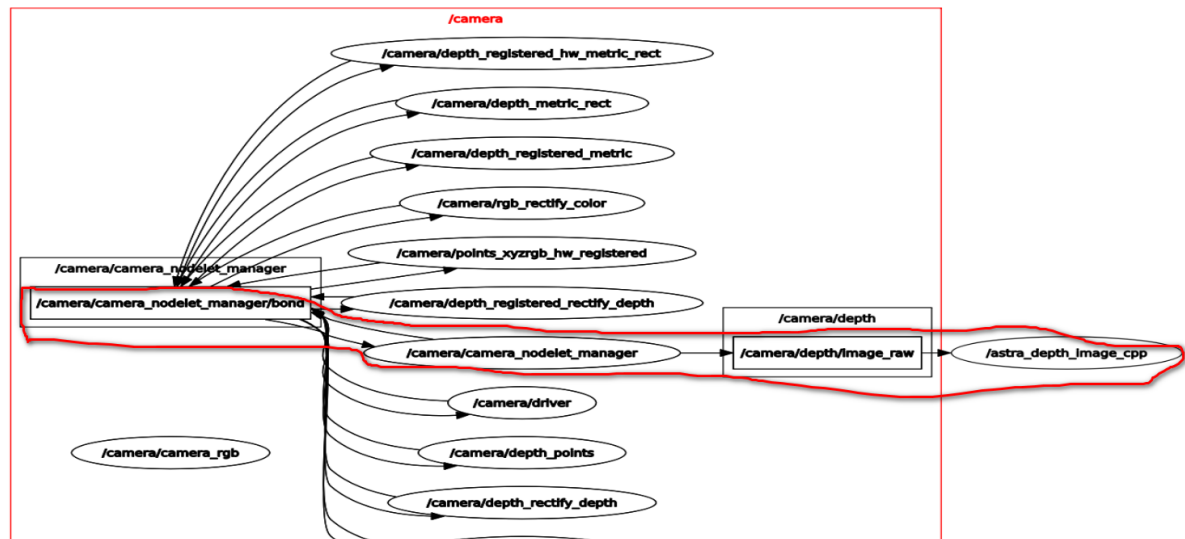 /camera
/camera/depth_registered_hw_metric_rect
/camera/depth_metric_rect
/camera/depth_registered_metric
/camera/rgb_rectify_color
/camera/points_xyzrgb_hw_registered
/camera/camera_nodelet_manager
/camera/camera_nodelet_manager/bond
/camera/depth_registered_rectify_depth
/camera/depth
/camera/camera_nodelet_manager
/camera/depth/image_raw
/astra_depth_image_cpp
/camera/driver
/camera/camera_rgb
/camera/depth_points
/camera/depth_rectify_depth